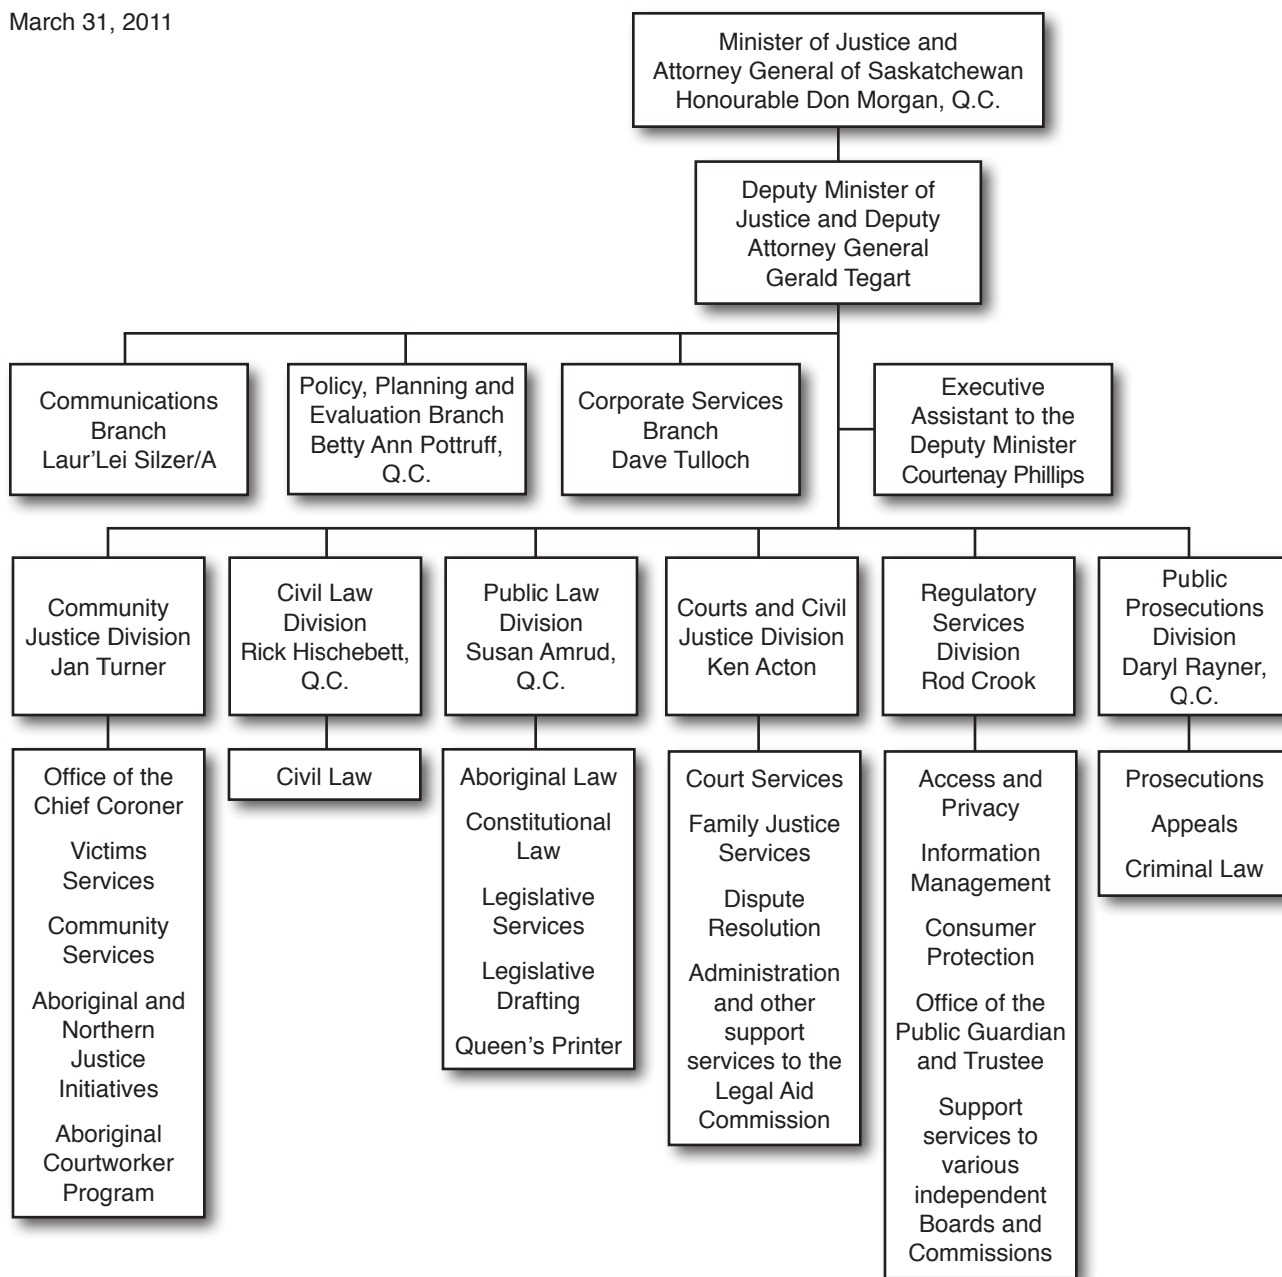 March 31, 2011
Minister of Justice and
Attorney General of Saskatchewan
Honourable Don Morgan, Q.C.
Deputy Minister of
Justice and Deputy
Attorney General
Gerald Tegart
Communications
Branch
Laur’Lei Silzer/A
Policy, Planning and
Evaluation Branch
Betty Ann Pottruff,
Q.C.
Corporate Services
Branch
Dave Tulloch
Executive
Assistant to the
Deputy Minister
Courtenay Phillips
Community
Justice Division
Jan Turner
Civil Law
Division
Rick Hischebett,
Q.C.
Public Law
Division
Susan Amrud,
Q.C.
Courts and Civil
Justice Division
Ken Acton
Regulatory
Services
Division
Rod Crook
Public
Prosecutions
Division
Daryl Rayner,
Q.C.
Office of the
Chief Coroner
Victims
Services
Community
Services
Aboriginal and
Northern
Justice
Initiatives
Aboriginal
Courtworker
Program
Civil Law
Aboriginal Law
Constitutional
Law
Legislative
Services
Legislative
Drafting
Queen’s Printer
Court Services
Family Justice
Services
Dispute
Resolution
Administration
and other
support
services to the
Legal Aid
Commission
Access and
Privacy
Information
Management
Consumer
Protection
Office of the
Public Guardian
and Trustee
Support
services to
various
independent
Boards and
Commissions
Prosecutions
Appeals
Criminal Law